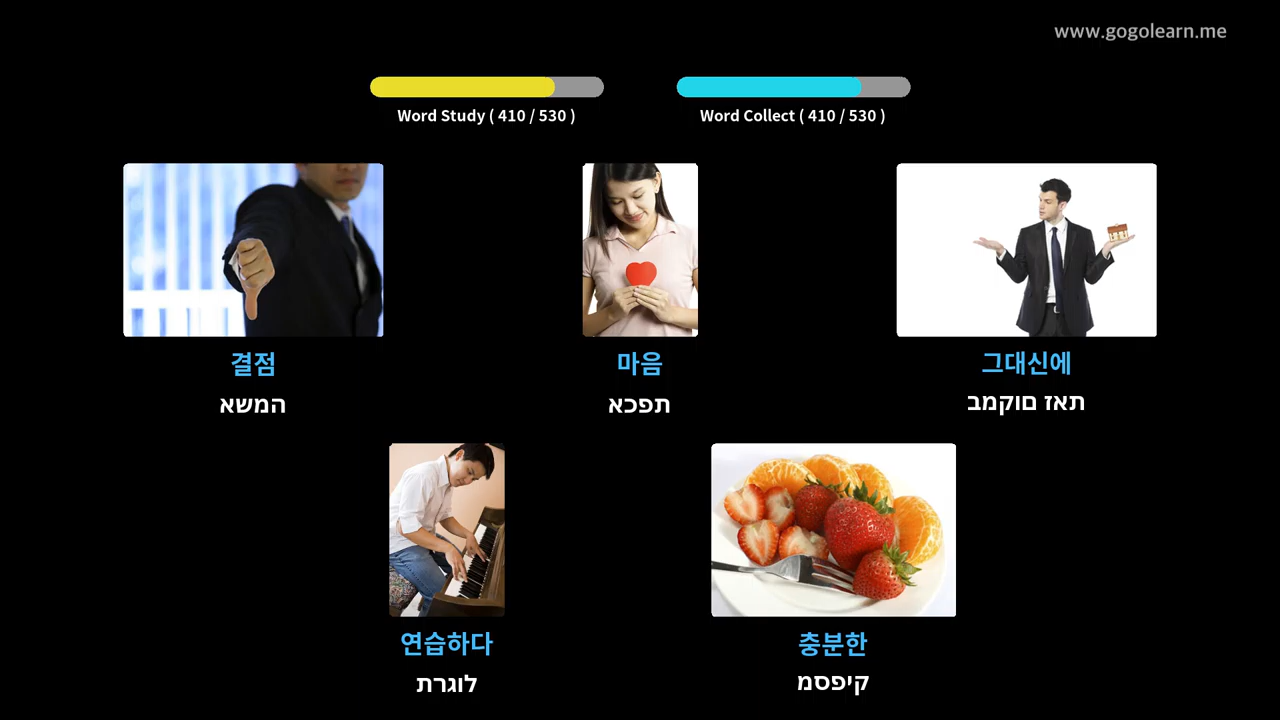 www.gogolearn.me
Word Study ( 410 / 530 )
Word Collect ( 410 / 530 )
결점
המשא
마음
תפכא
그대신에
תאז םוקמב
연습하다
לוגרת
충분한
קיפסמ